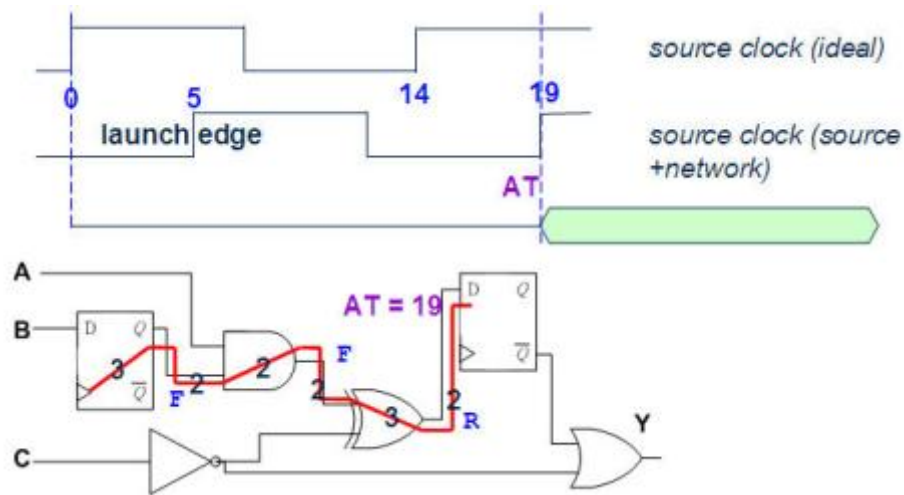 source clock (ideal)
0 5 14 19
launch edge
source clock (source
+network)
AT
A
B
D Q
Q
3
F
2
2
F
2
3
AT = 19
2
R
D Q
Q
Y
C